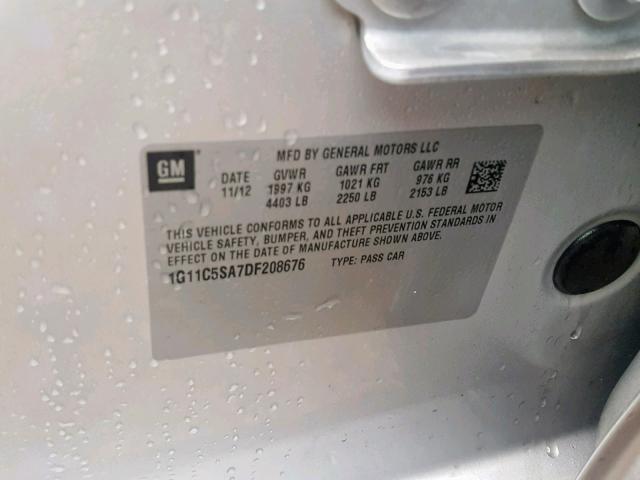 MFD BY GENERAL MOTORS LLC
GM®
DATE GVWR GAWR FRT GAWR RR
11/12 1997 KG 1021 KG 976 KG
4403 LB 2250 LB 2153 LB
THIS VEHICLE CONFORMS TO ALL APPLICABLE U.S. FEDERAL MOTOR
VEHICLE SAFETY, BUMPER, AND THEFT PREVENTION STANDARDS IN
EFFECT ON THE DATE OF MANUFACTURE SHOWN ABOVE.
1G11C5SA7DF208676 TYPE: PASS CAR